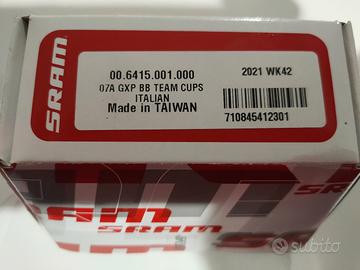 SRAM
00.6415.001.000
2021 WK42
07A GXP BB TEAM CUPS
ITALIAN
Made in TAIWAN
710845412301
SRAM
SRAM
subito